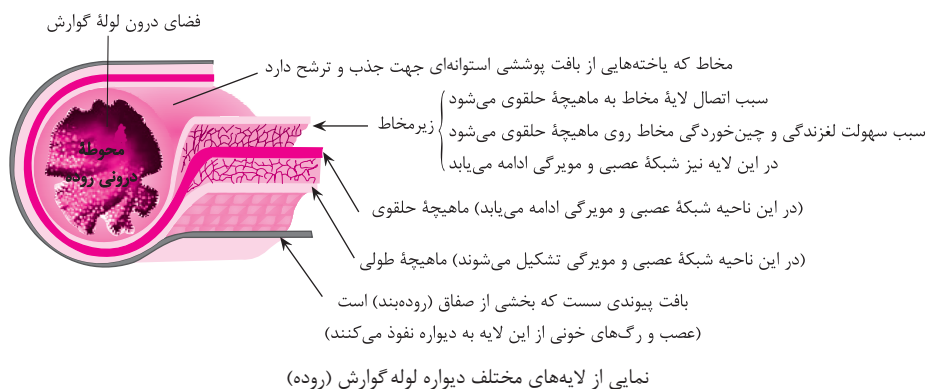 فضای درون لولهٔ گوارش
مخاط که یاخته‌هایی از بافت پوششی استوانه‌ای جهت جذب و ترشح دارد
زیرمخاط
سبب اتصال لایهٔ مخاط به ماهیچهٔ حلقوی می‌شود
سبب سهولت لغزندگی و چین‌خوردگی مخاط روی ماهیچهٔ حلقوی می‌شود
در این لایه نیز شبکهٔ عصبی و مویرگی ادامه می‌یابد
محوطهٔ
درونی روده
(در این ناحیه شبکهٔ عصبی و مویرگی ادامه می‌یابد) ماهیچهٔ حلقوی
(در این ناحیه شبکهٔ عصبی و مویرگی تشکیل می‌شوند) ماهیچهٔ طولی
بافت پیوندی سست که بخشی از صفاق (روده‌بند) است
(عصب و رگ‌های خونی از این لایه به دیواره نفوذ می‌کنند)
نمایی از لایه‌های مختلف دیواره لوله گوارش (روده)